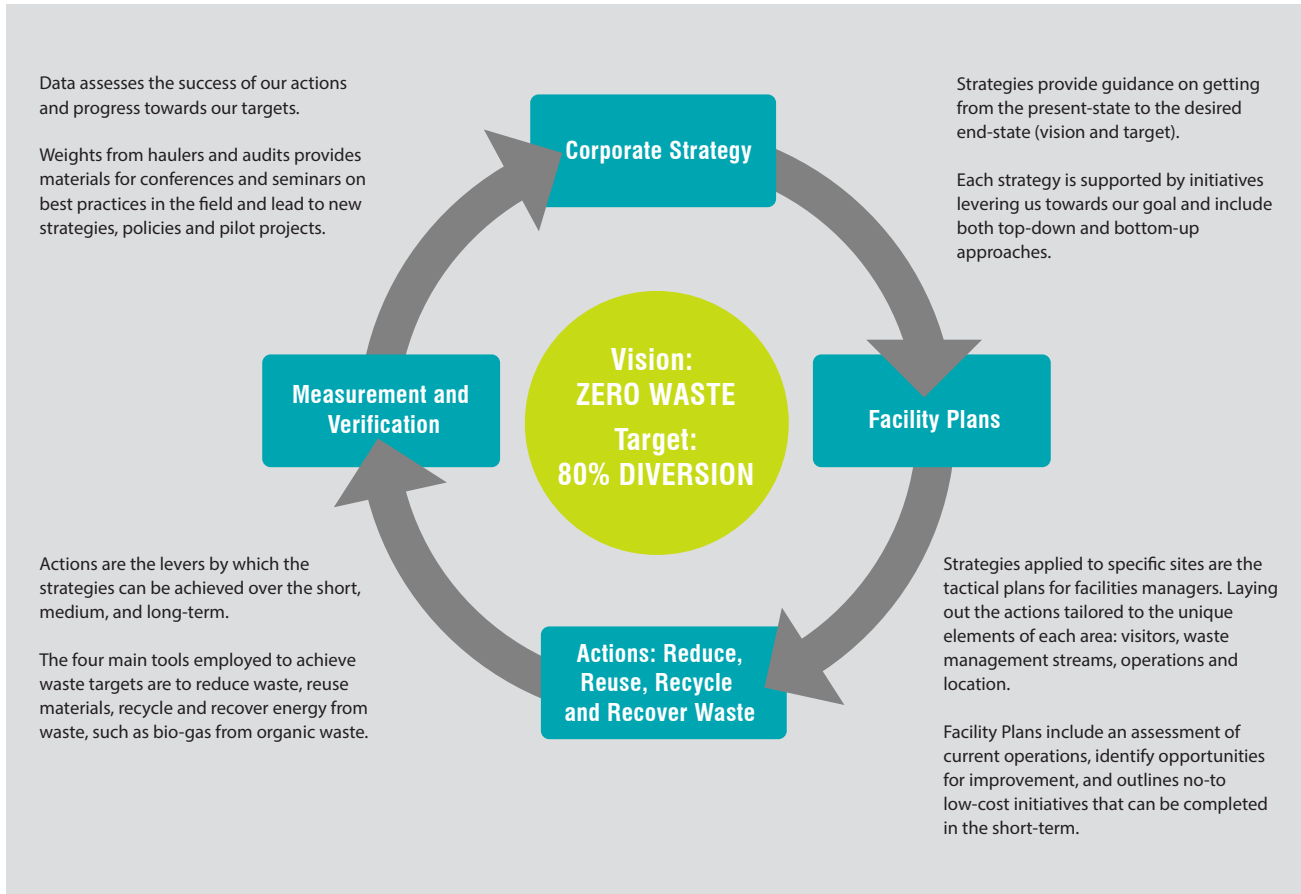 Data assesses the success of our actions
and progress towards our targets.
Weights from haulers and audits provides
materials for conferences and seminars on
best practices in the field and lead to new
strategies, policies and pilot projects.
Corporate Strategy
Strategies provide guidance on getting
from the present-state to the desired
end-state (vision and target).
Each strategy is supported by initiatives
levering us towards our goal and include
both top-down and bottom-up
approaches.
Measurement and
Verification
Vision:
ZERO WASTE
Target:
80% DIVERSION
Facility Plans
Actions are the levers by which the
strategies can be achieved over the short,
medium, and long-term.
The four main tools employed to achieve
waste targets are to reduce waste, reuse
materials, recycle and recover energy from
waste, such as bio-gas from organic waste.
Actions: Reduce,
Reuse, Recycle
and Recover Waste
Strategies applied to specific sites are the
tactical plans for facilities managers. Laying
out the actions tailored to the unique
elements of each area: visitors, waste
management streams, operations and
location.
Facility Plans include an assessment of
current operations, identify opportunities
for improvement, and outlines no-to
low-cost initiatives that can be completed
in the short-term.